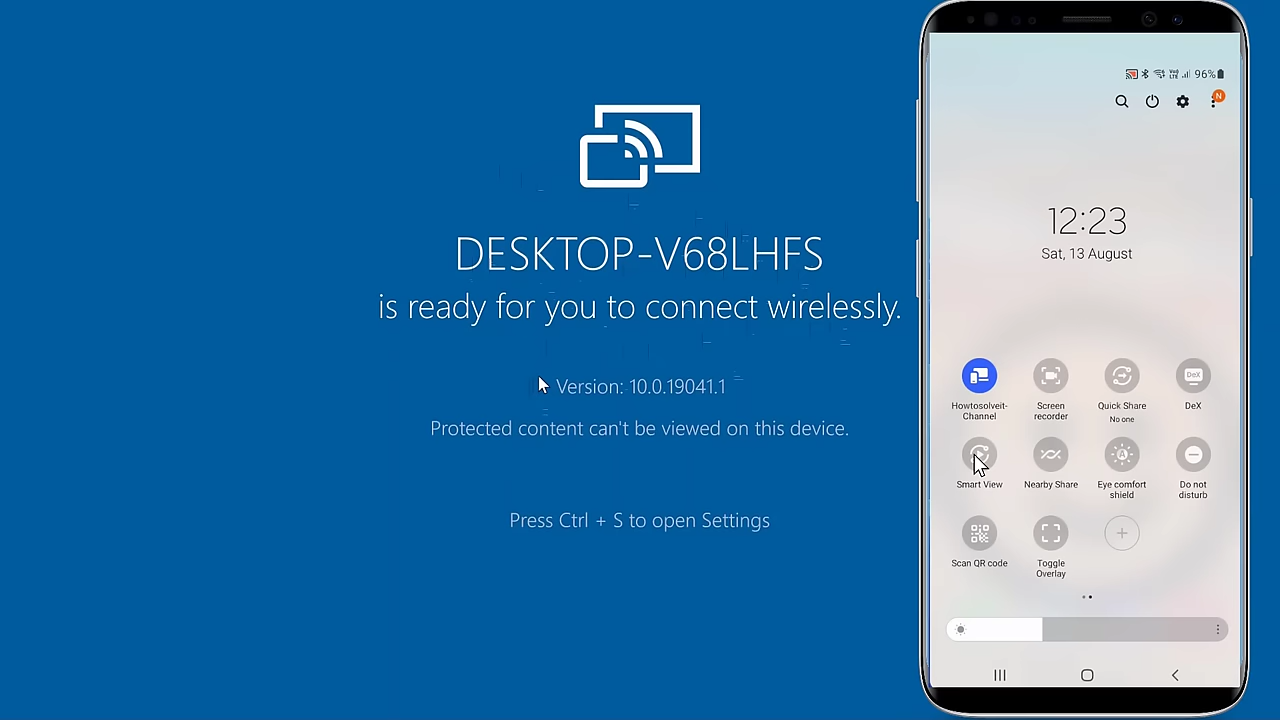 DESKTOP-V68LHFS
is ready for you to connect wirelessly.
Version: 10.0.19041.1
Protected content can't be viewed on this device.
Press Ctrl + S to open Settings
96%
N
12:23
Sat, 13 August
Howtosolveit-
Channel
Screen
recorder
Quick Share
No one
DeX
DeX
Smart View
Nearby Share
A
Eye comfort
shield
Do not
disturb
Scan QR code
Toggle
Overlay